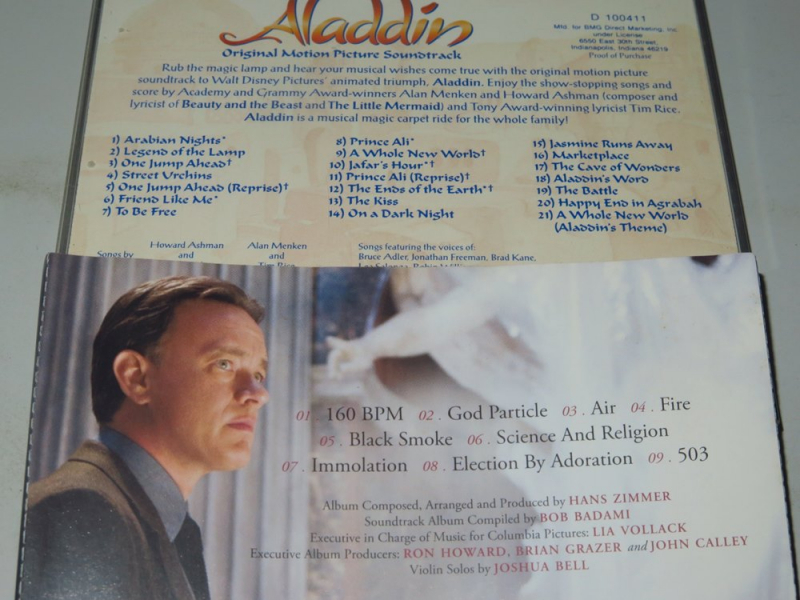 Aladdin
Original Motion Picture Soundtrack
D 100411
Mfd. for BMG Direct Marketing, Inc.
under License
6550 East 30th Street,
Indianapolis, Indiana 46219
Proof of Purchase
Rub the magic lamp and hear your musical wishes come true with the original motion picture
soundtrack to Walt Disney Pictures' animated triumph, Aladdin. Enjoy the show-stopping songs and
score by Academy and Grammy Award-winners Alan Menken and Howard Ashman (composer and
lyricist of Beauty and the Beast and The Little Mermaid) and Tony Award-winning lyricist Tim Rice.
Aladdin is a musical magic carpet ride for the whole family!
1) Arabian Nights*
2) Legend of the Lamp
3) One Jump Ahead†
4) Street Urchins
5) One Jump Ahead (Reprise)†
6) Friend Like Me*
7) To Be Free
8) Prince Ali*
9) A Whole New World†
10) Jafar's Hour*†
11) Prince Ali (Reprise)†
12) The Ends of the Earth*†
13) The Kiss
14) On a Dark Night
15) Jasmine Runs Away
16) Marketplace
17) The Cave of Wonders
18) Aladdin's Word
19) The Battle
20) Happy End in Agrabah
21) A Whole New World
(Aladdin's Theme)
Songs by
Howard Ashman
and
Alan Menken
and
Tim Rice
Songs featuring the voices of:
Bruce Adler, Jonathan Freeman, Brad Kane,
01. 160 BPM 02. God Particle 03. Air 04. Fire
05. Black Smoke 06. Science And Religion
07. Immolation 08. Election By Adoration 09. 503
Album Composed, Arranged and Produced by HANS ZIMMER
Soundtrack Album Compiled by BOB BADAMI
Executive in Charge of Music for Columbia Pictures: LIA VOLLACK
Executive Album Producers: RON HOWARD, BRIAN GRAZER and JOHN CALLEY
Violin Solos by JOSHUA BELL